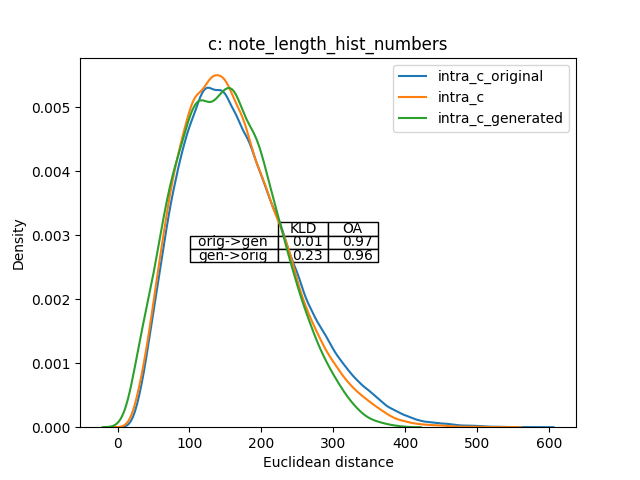 c: note_length_hist_numbers
intra_c_original
intra_c
intra_c_generated
0.005
0.004
0.003
0.002
0.001
0.000
Density
KLD OA
orig->gen 0.01 0.97
gen->orig 0.23 0.96
0 100 200 300 400 500 600
Euclidean distance